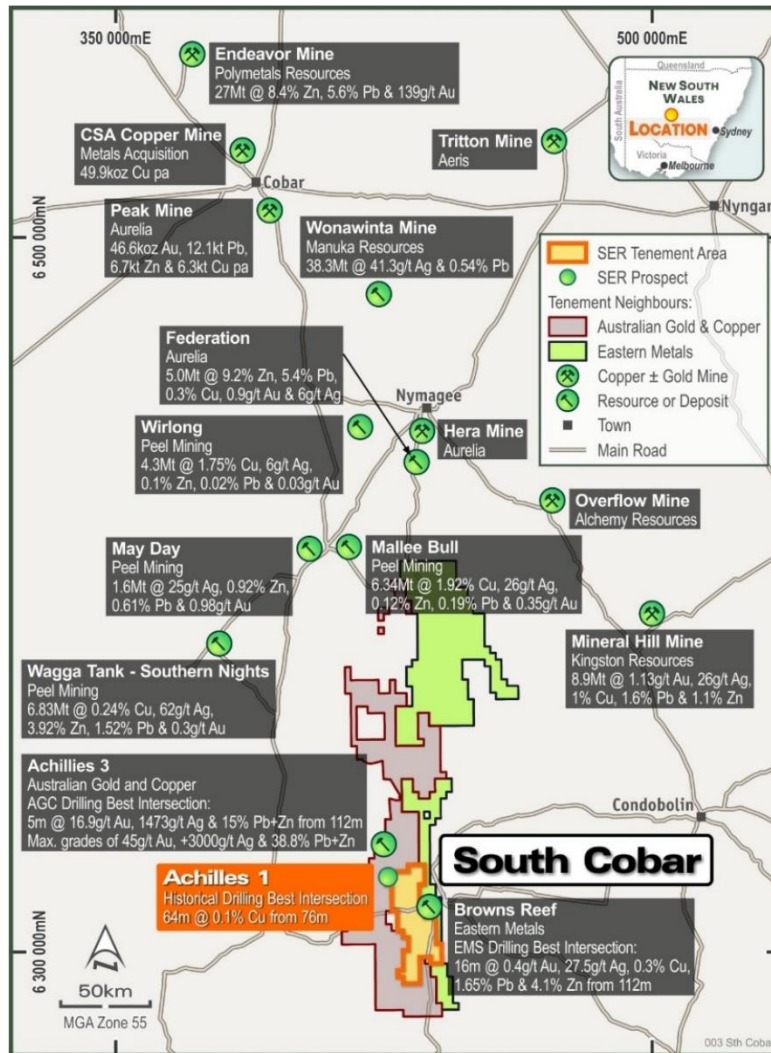 350 000mE
500 000mE
Endeavor Mine
Polymetals Resources
27Mt @ 8.4% Zn, 5.6% Pb & 139g/t Au
Queensland
NEW SOUTH
WALES
LOCATION
South Australia
Sydney
Victoria
Melbourne
CSA Copper Mine
Metals Acquisition
49.9koz Cu pa
Tritton Mine
Aeris
Cobar
Nyngan
Peak Mine
Aurelia
46.6koz Au, 12.1kt Pb,
6.7kt Zn & 6.3kt Cu pa
Wonawinta Mine
Manuka Resources
38.3Mt @ 41.3g/t Ag & 0.54% Pb
6 500 000mN
SER Tenement Area
SER Prospect
Tenement Neighbours:
Australian Gold & Copper
Eastern Metals
Copper ± Gold Mine
Resource or Deposit
Town
Main Road
Federation
Aurelia
5.0Mt @ 9.2% Zn, 5.4% Pb,
0.3% Cu, 0.9g/t Au & 6g/t Ag
Nymagee
Wirlong
Peel Mining
4.3Mt @ 1.75% Cu, 6g/t Ag,
0.1% Zn, 0.02% Pb & 0.03g/t Au
Hera Mine
Aurelia
Overflow Mine
Alchemy Resources
May Day
Peel Mining
1.6Mt @ 25g/t Ag, 0.92% Zn,
0.61% Pb & 0.98g/t Au
Mallee Bull
Peel Mining
6.34Mt @ 1.92% Cu, 26g/t Ag,
0.12% Zn, 0.19% Pb & 0.35g/t Au
Mineral Hill Mine
Kingston Resources
8.9Mt @ 1.13g/t Au, 26g/t Ag,
1% Cu, 1.6% Pb & 1.1% Zn
Wagga Tank - Southern Nights
Peel Mining
6.83Mt @ 0.24% Cu, 62g/t Ag,
3.92% Zn, 1.52% Pb & 0.3g/t Au
Achilles 3
Australian Gold and Copper
AGC Drilling Best Intersection:
5m @ 16.9g/t Au, 1473g/t Ag & 15% Pb+Zn from 112m
Max. grades of 45g/t Au, +3000g/t Ag & 38.8% Pb+Zn
Condobolin
South Cobar
Achilles 1
Historical Drilling Best Intersection
64m @ 0.1% Cu from 76m
Browns Reef
Eastern Metals
EMS Drilling Best Intersection:
16m @ 0.4g/t Au, 27.5g/t Ag, 0.3% Cu,
1.65% Pb & 4.1% Zn from 112m
6 300 000mN
N
50km
MGA Zone 55
003 Sth Cobar